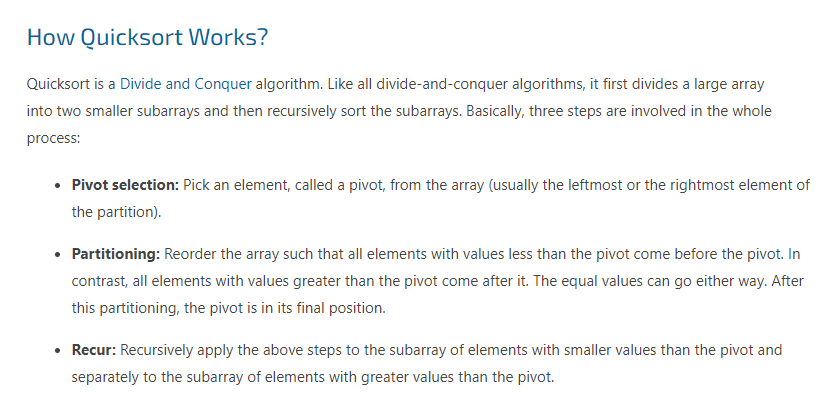 How Quicksort Works?
Quicksort is a Divide and Conquer algorithm. Like all divide-and-conquer algorithms, it first divides a large array
into two smaller subarrays and then recursively sort the subarrays. Basically, three steps are involved in the whole
process:
• Pivot selection: Pick an element, called a pivot, from the array (usually the leftmost or the rightmost element of
the partition).
• Partitioning: Reorder the array such that all elements with values less than the pivot come before the pivot. In
contrast, all elements with values greater than the pivot come after it. The equal values can go either way. After
this partitioning, the pivot is in its final position.
• Recur: Recursively apply the above steps to the subarray of elements with smaller values than the pivot and
separately to the subarray of elements with greater values than the pivot.